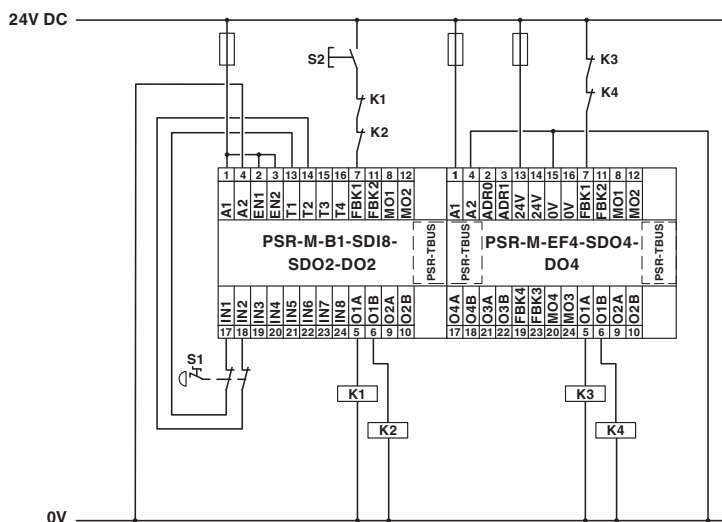 24V DC
S2
K1
K2
K3
K4
1 4 2 3 13 14 15 16 7 11 8 12
A1 A2 EN1 EN2 T1 T2 T3 T4 FBK1 FBK2 MO1 MO2
1 4 2 3 13 14 15 16 7 11 8 12
A1 A2 ADR0 ADR1 24V 24V 0V 0V FBK1 FBK2 MO1 MO2
PSR-M-B1-SDI8-
SDO2-DO2
PSR-TBUS
PSR-TBUS
PSR-M-EF4-SDO4-
DO4
PSR-TBUS
IN1 IN2 IN3 IN4 IN5 IN6 IN7 IN8 O1A O1B O2A O2B
17 18 19 20 21 22 23 24 5 6 9 10
O4A O4B O3A O3B FBK4 FBK3 MO4 MO3 O1A O1B O2A O2B
17 18 21 22 19 23 20 24 5 6 9 10
S1
K1
K2
K3
K4
0V